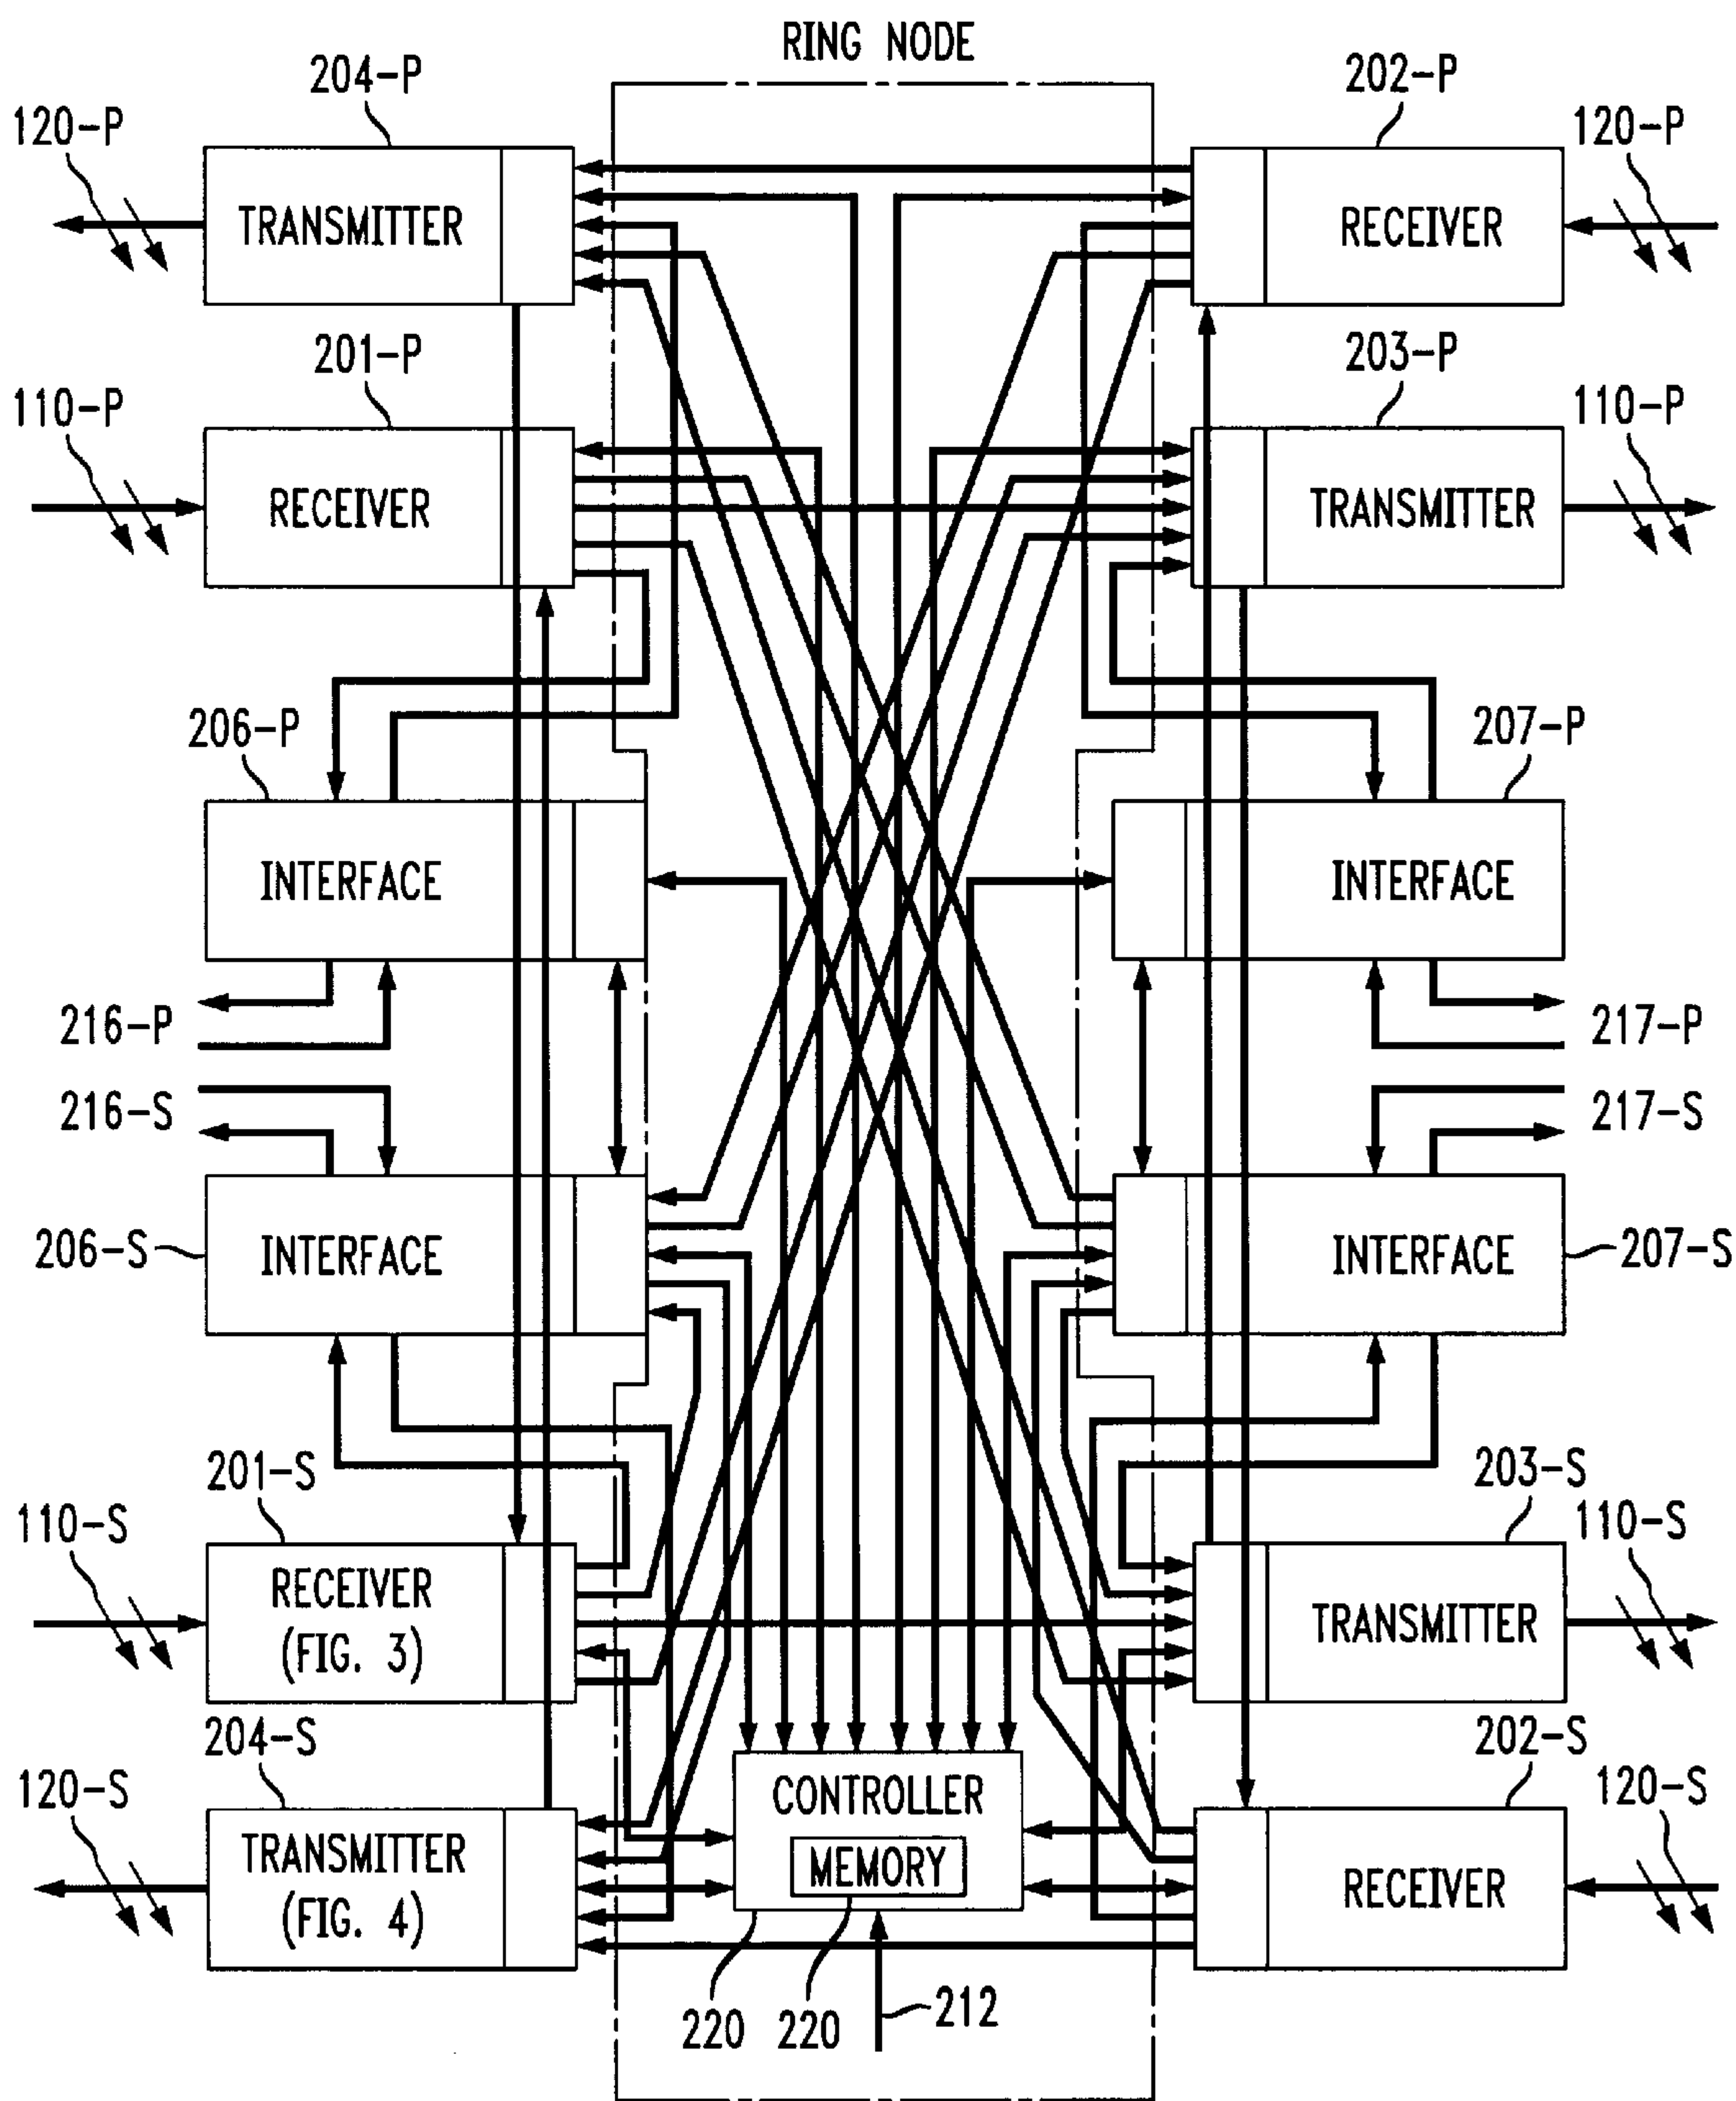 RING NODE
204-P
202-P
120-P
120-P
TRANSMITTER
RECEIVER
201-P
203-P
110-P
110-P
RECEIVER
TRANSMITTER
206-P
207-P
INTERFACE
INTERFACE
216-P
217-P
216-S
217-S
206-S
INTERFACE
INTERFACE
207-S
201-S
203-S
110-S
110-S
RECEIVER
(FIG. 3)
TRANSMITTER
204-S
202-S
120-S
120-S
CONTROLLER
TRANSMITTER
(FIG. 4)
MEMORY
RECEIVER
220
220
212